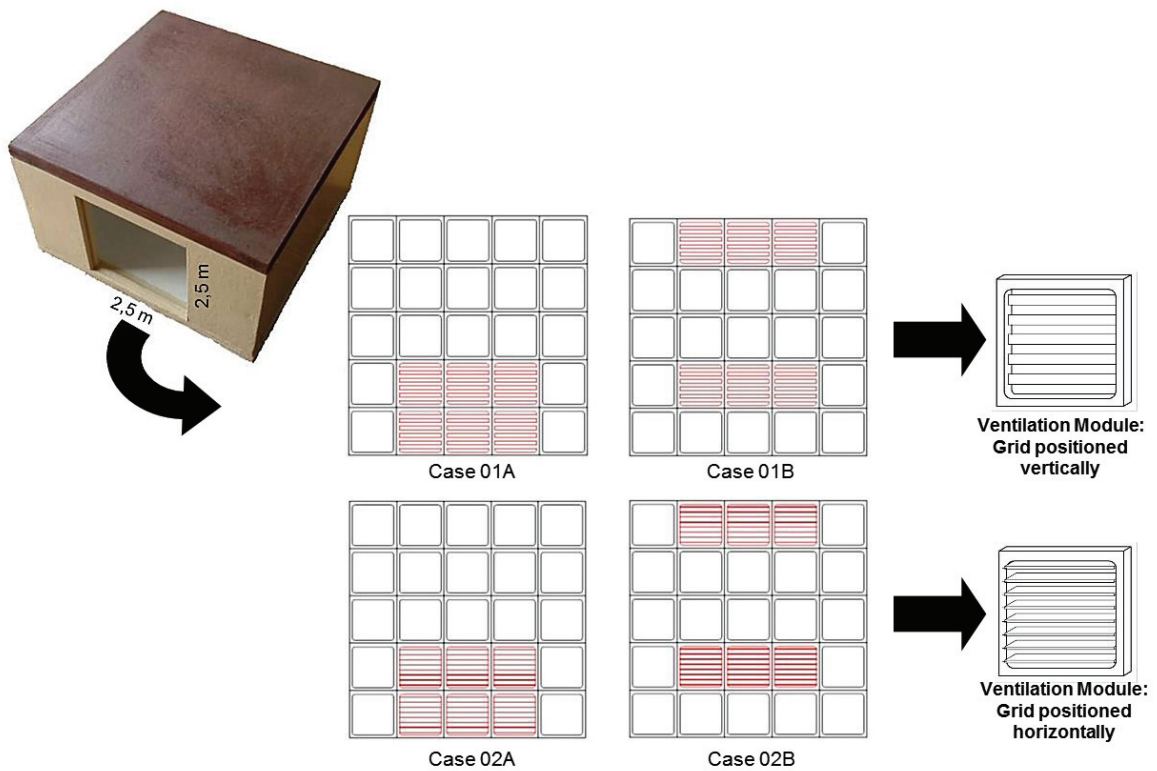 2,5 m
2,5 m
Case 01A
Case 01B
Ventilation Module:
Grid positioned
vertically
Case 02A
Case 02B
Ventilation Module:
Grid positioned
horizontally